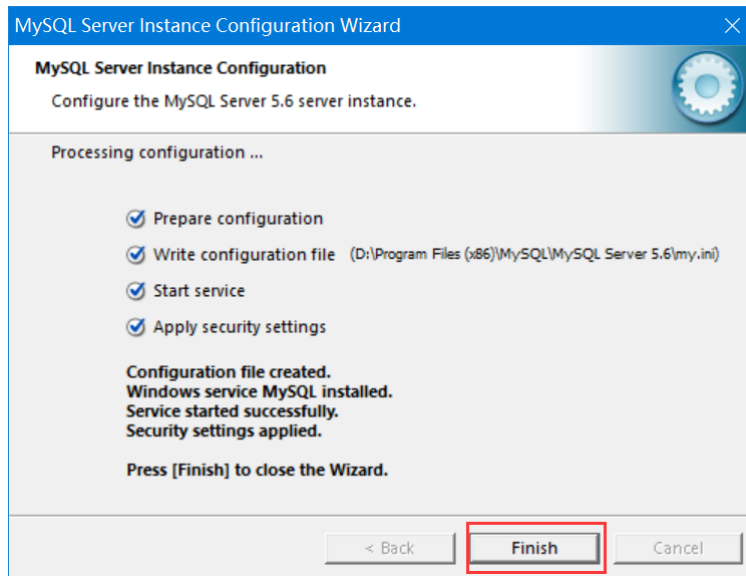 MySQL Server Instance Configuration Wizard
MySQL Server Instance Configuration
Configure the MySQL Server 5.6 server instance.
Processing configuration ...
Prepare configuration
Write configuration file (D:\Program Files (x86)\MySQL\MySQL Server 5.6\my.ini)
Start service
Apply security settings
Configuration file created.
Windows service MySQL installed.
Service started successfully.
Security settings applied.
Press [Finish] to close the Wizard.
< Back Finish Cancel